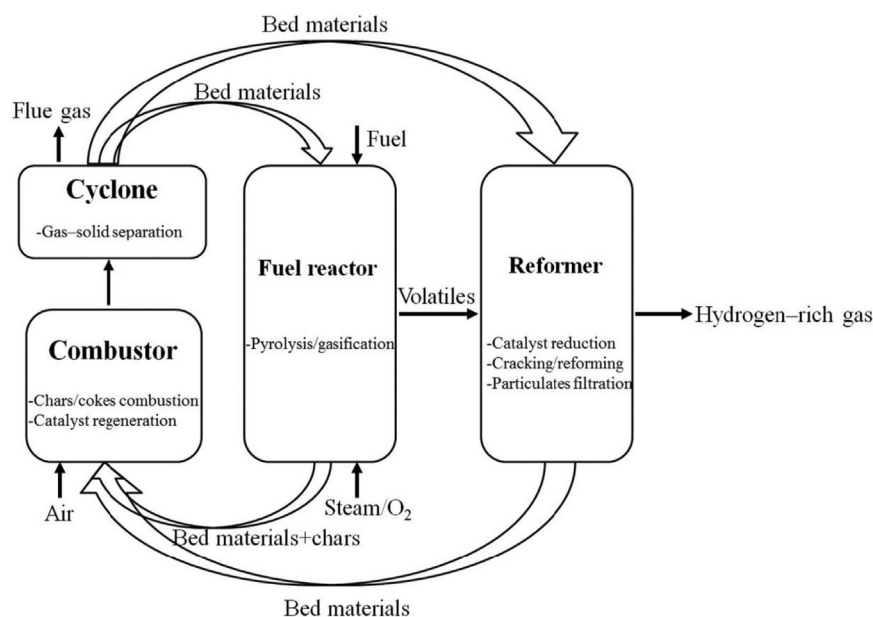 Bed materials
Bed materials
Flue gas
Fuel
Cyclone
-Gas–solid separation
Fuel reactor
-Pyrolysis/gasification
Volatiles
Reformer
-Catalyst reduction
-Cracking/reforming
-Particulates filtration
Hydrogen–rich gas
Combustor
-Chars/cokes combustion
-Catalyst regeneration
Air
Steam/O₂
Bed materials+chars
Bed materials